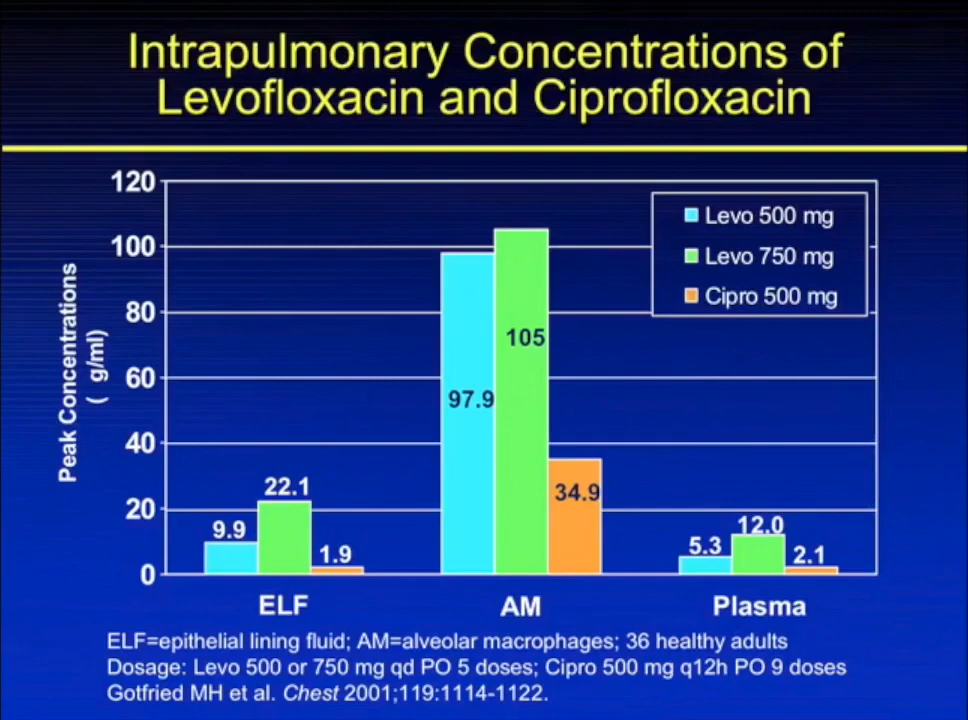 Intrapulmonary Concentrations of
Levofloxacin and Ciprofloxacin
Peak Concentrations
( g/ml)
120
100
80
60
40
20
0
Levo 500 mg
Levo 750 mg
Cipro 500 mg
9.9
22.1
1.9
97.9
105
34.9
5.3
12.0
2.1
ELF
AM
Plasma
ELF=epithelial lining fluid; AM=alveolar macrophages; 36 healthy adults
Dosage: Levo 500 or 750 mg qd PO 5 doses; Cipro 500 mg q12h PO 9 doses
Gotfried MH et al. Chest 2001;119:1114-1122.